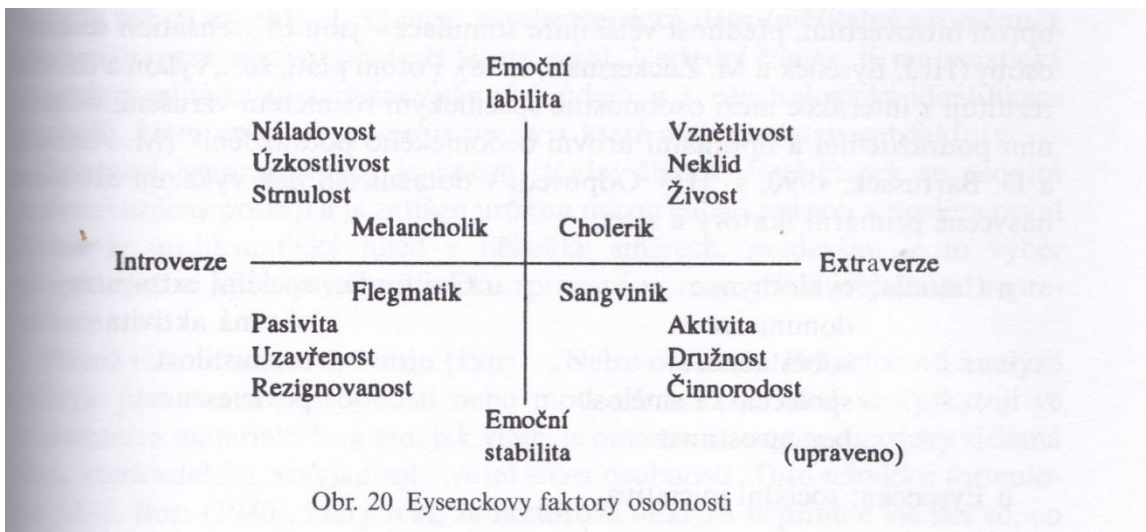 Emoční
labilita
Náladovost Vznětlivost
Úzkostlivost Neklid
Strnulost Živost
Melancholik Cholerik
Introverze Extraverze
Flegmatik Sangvinik
Pasivita Aktivita
Uzavřenost Družnost
Rezignovanost Činnorodost
Emoční
stabilita (upraveno)
Obr. 20 Eysenckovy faktory osobnosti